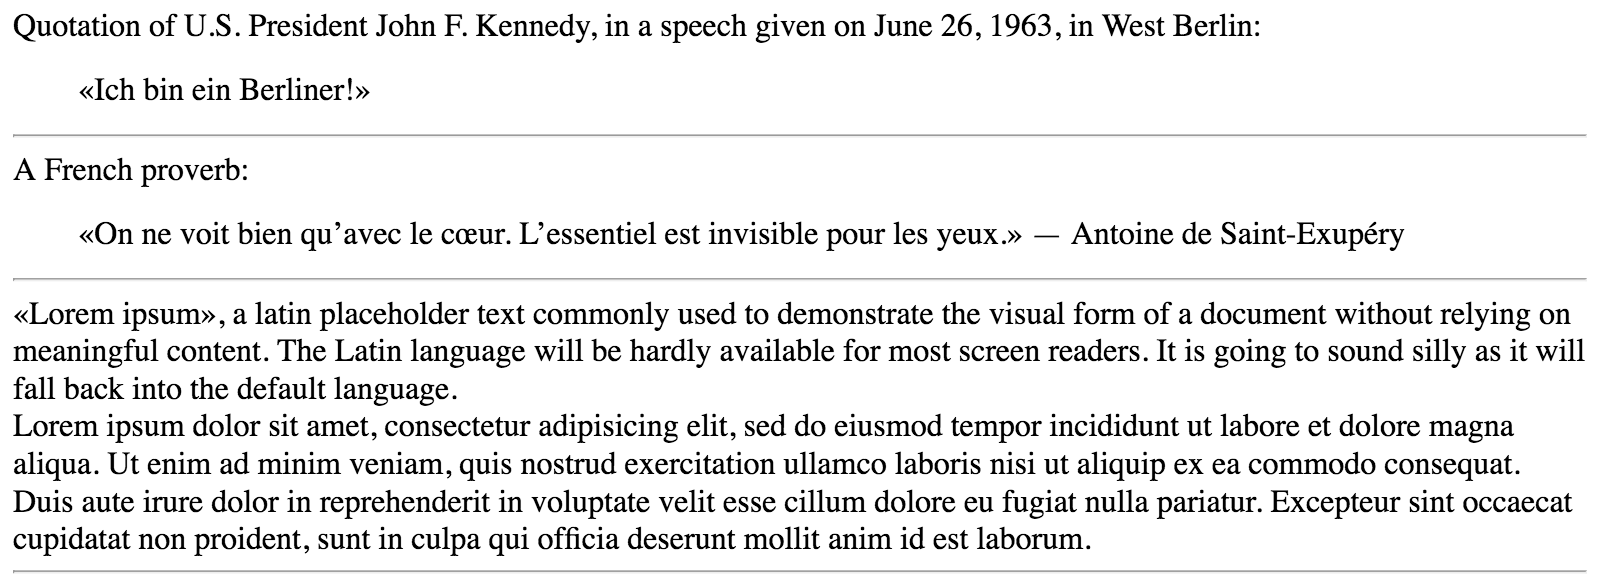 Quotation of U.S. President John F. Kennedy, in a speech given on June 26, 1963, in West Berlin:
«Ich bin ein Berliner!»
A French proverb:
«On ne voit bien qu’avec le cœur. L’essentiel est invisible pour les yeux.» — Antoine de Saint-Exupéry
«Lorem ipsum», a latin placeholder text commonly used to demonstrate the visual form of a document without relying on
meaningful content. The Latin language will be hardly available for most screen readers. It is going to sound silly as it will
fall back into the default language.
Lorem ipsum dolor sit amet, consectetur adipisicing elit, sed do eiusmod tempor incididunt ut labore et dolore magna
aliqua. Ut enim ad minim veniam, quis nostrud exercitation ullamco laboris nisi ut aliquip ex ea commodo consequat.
Duis aute irure dolor in reprehenderit in voluptate velit esse cillum dolore eu fugiat nulla pariatur. Excepteur sint occaecat
cupidatat non proident, sunt in culpa qui officia deserunt mollit anim id est laborum.